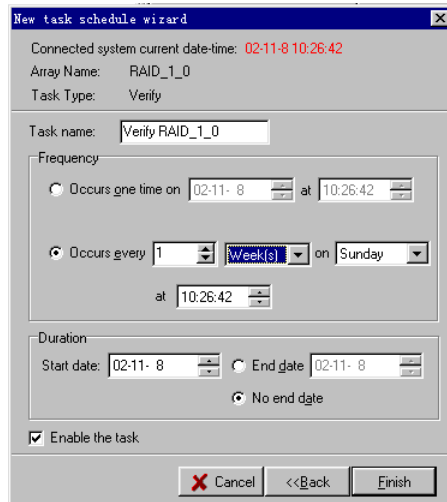 New task schedule wizard
Connected system current date-time: 02-11-8 10:26:42
Array Name: RAID_1_0
Task Type: Verify
Task name: Verify RAID_1_0
Frequency
Occurs one time on 02-11- 8 at 10:26:42
Occurs every 1 Week(s) on Sunday
at 10:26:42
Duration
Start date: 02-11- 8 End date 02-11- 8
No end date
Enable the task
Cancel <<Back Finish